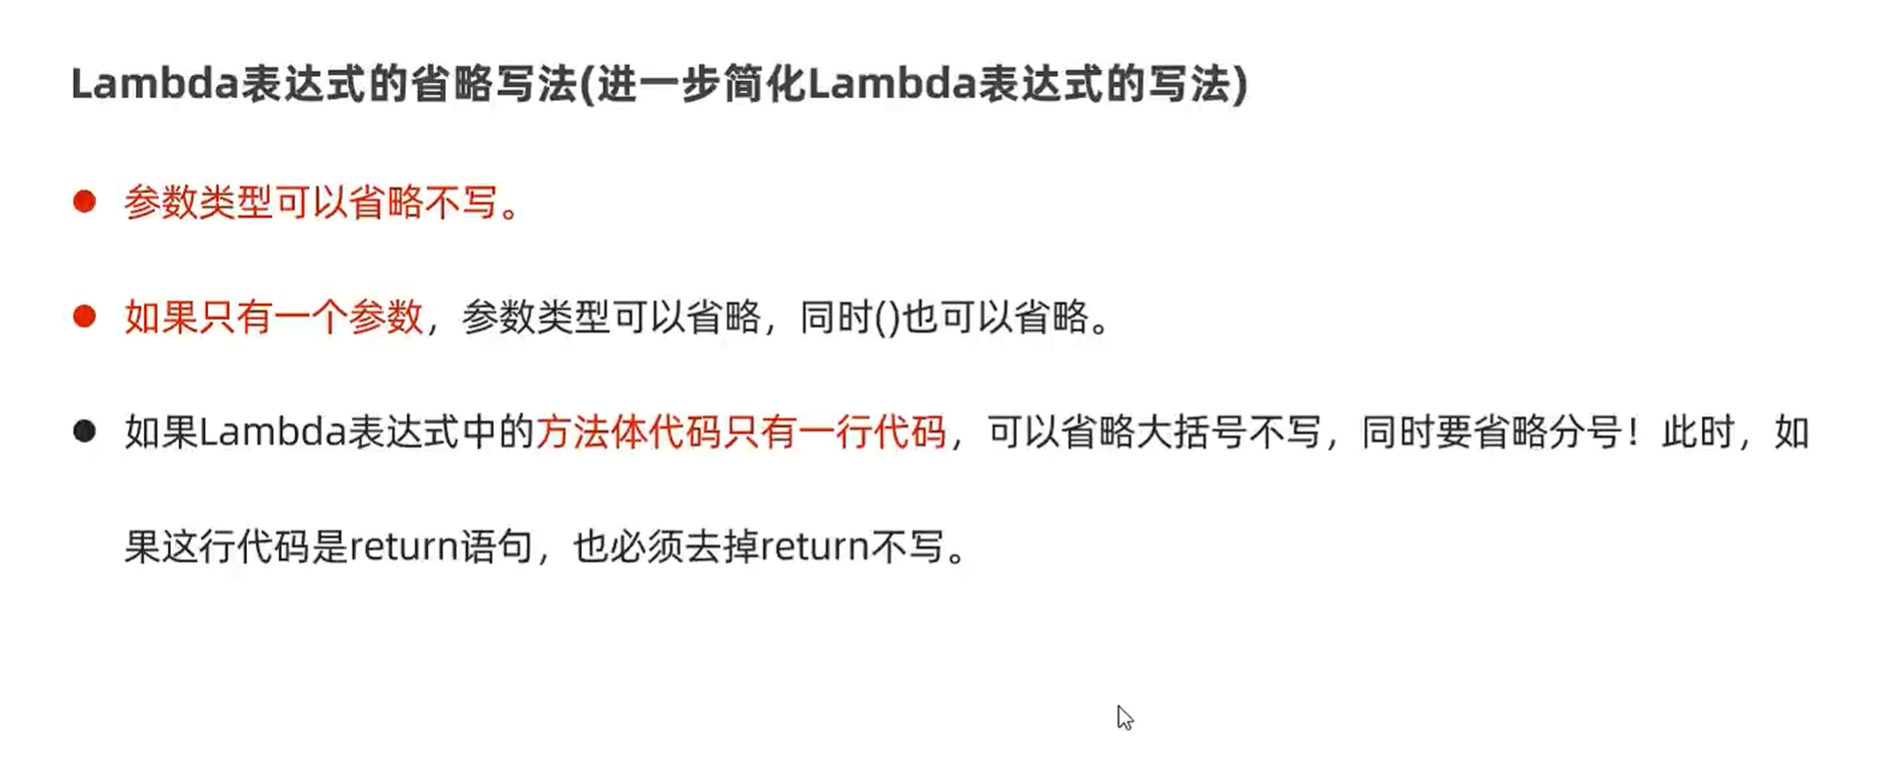 Lambda表达式的省略写法(进一步简化Lambda表达式的写法)
参数类型可以省略不写。
如果只有一个参数，参数类型可以省略，同时()也可以省略。
如果Lambda表达式中的方法体代码只有一行代码，可以省略大括号不写，同时要省略分号！此时，如
果这行代码是return语句，也必须去掉return不写。